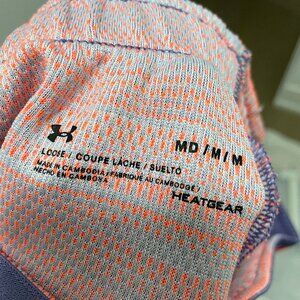 MD / M / M
LOOSE / COUPE LÂCHE / SUELTO
MADE IN CAMBODIA / FABRIQUÉ AU CAMBODGE /
HECHO EN CAMBOYA
HEATGEAR